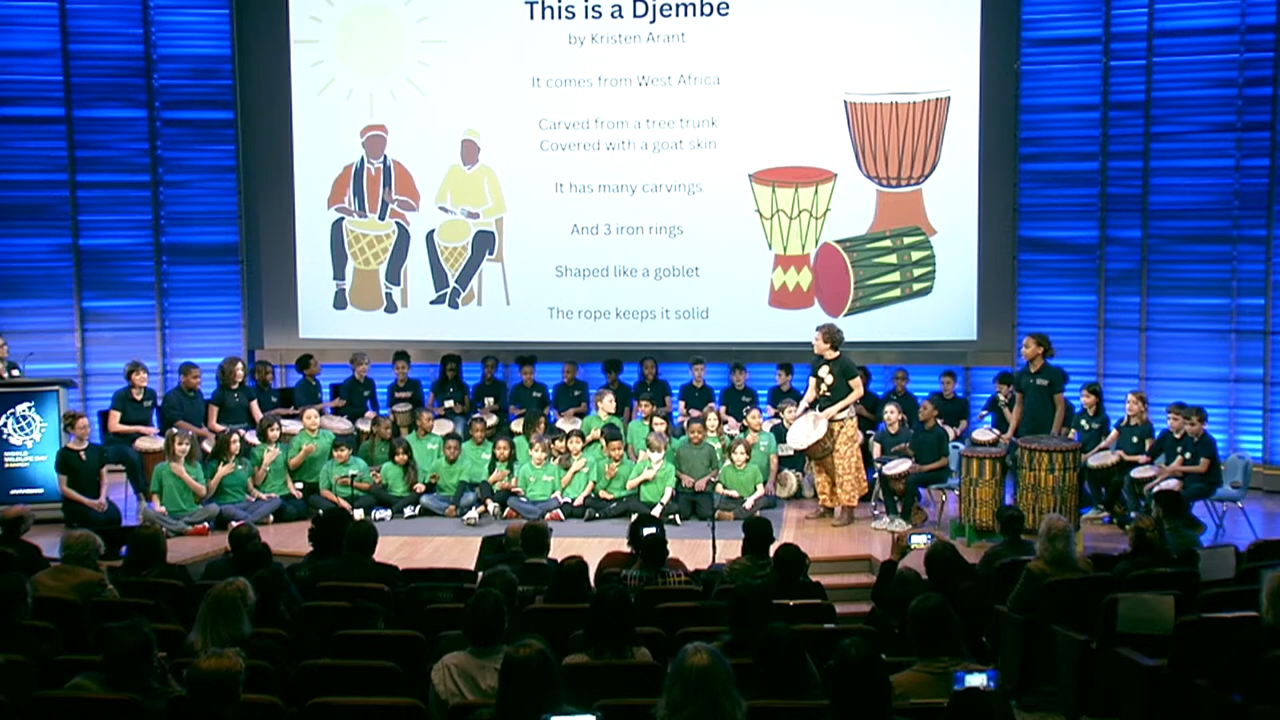 This is a Djembe
by Kristen Arant
It comes from West Africa
Carved from a tree trunk
Covered with a goat skin
It has many carvings
And 3 iron rings
Shaped like a goblet
The rope keeps it solid
WORLD
WILDLIFE DAY